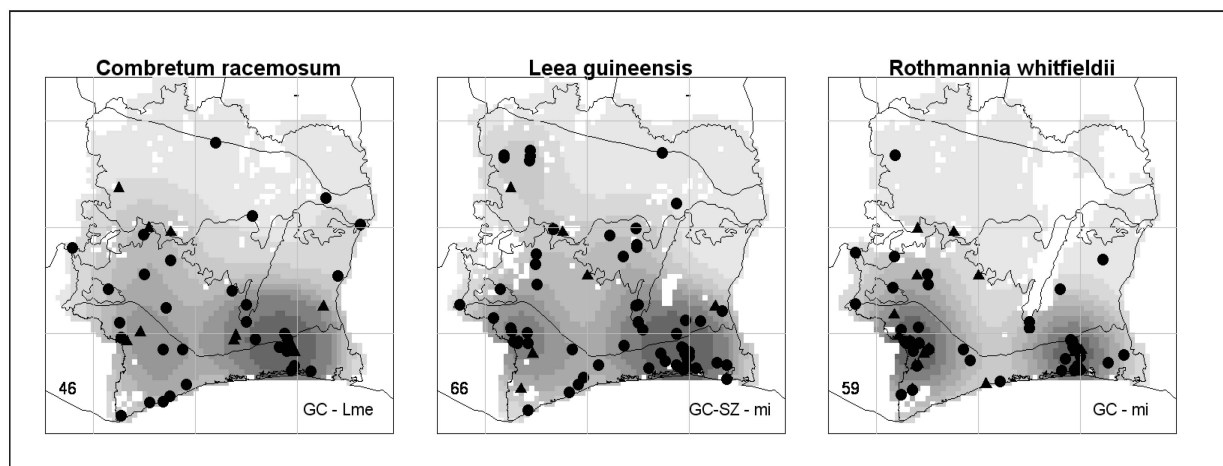 Combretum racemosum
46
GC - Lme
Leea guineensis
66
GC-SZ - mi
Rothmannia whitfieldii
59
GC - mi